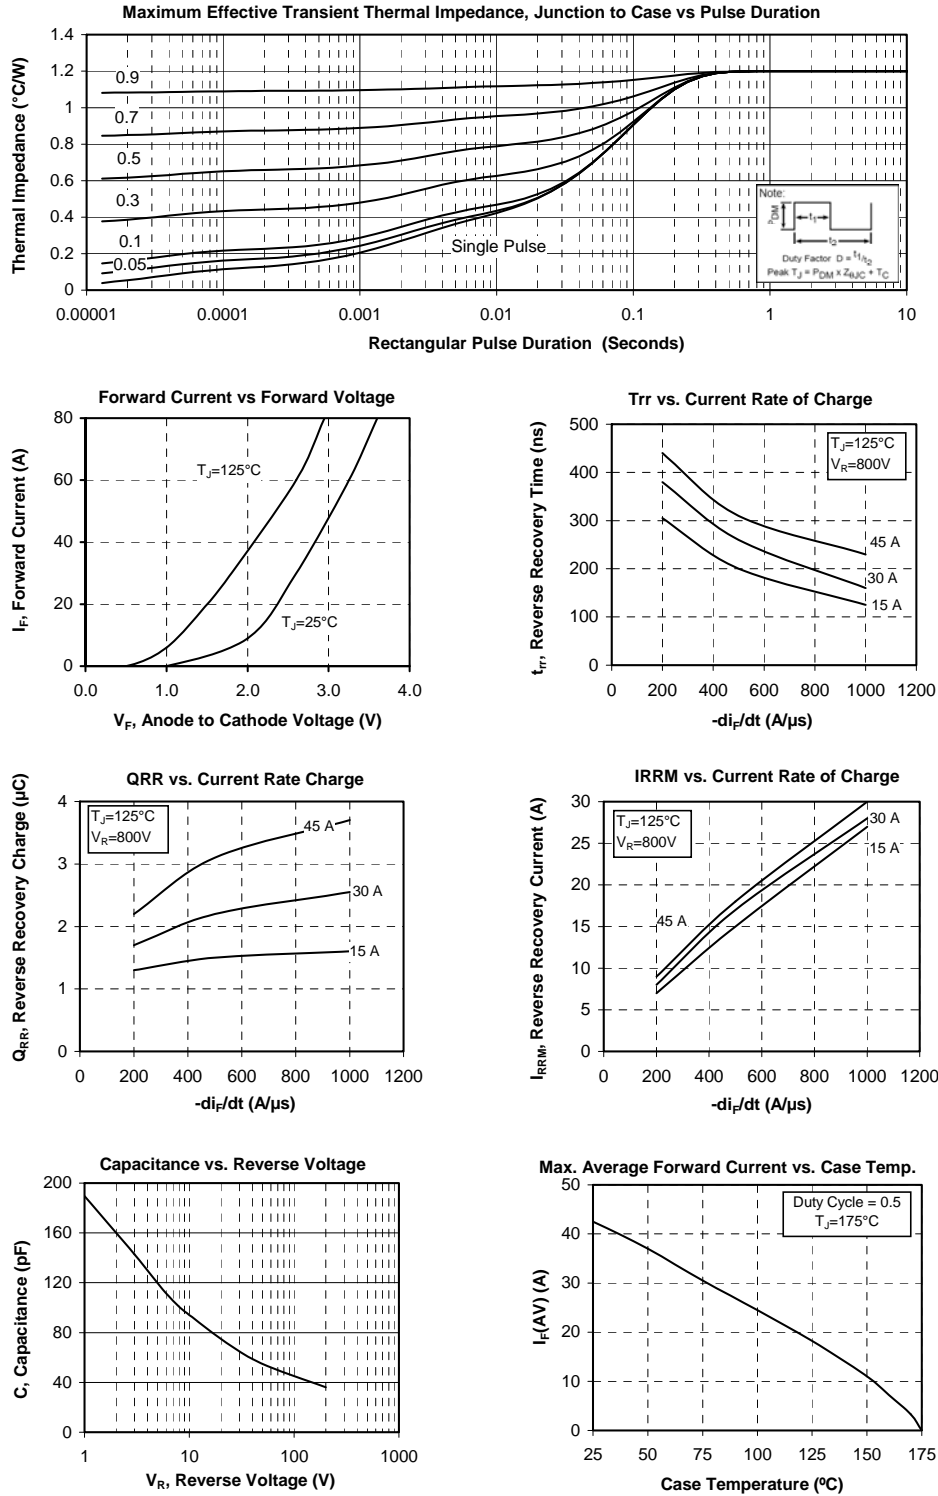 Maximum Effective Transient Thermal Impedance, Junction to Case vs Pulse Duration
Thermal Impedance (°C/W)
1.4
1.2
1
0.8
0.6
0.4
0.2
0
0.9
0.7
0.5
0.3
0.1
0.05
Single Pulse
Note:
PDM
t1
t2
Duty Factor D = t1/t2
Peak TJ = PDM x ZθJC + TC
0.00001 0.0001 0.001 0.01 0.1 1 10
Rectangular Pulse Duration (Seconds)
Forward Current vs Forward Voltage
IF, Forward Current (A)
80
60
40
20
0
TJ=125°C
TJ=25°C
0.0 1.0 2.0 3.0 4.0
VF, Anode to Cathode Voltage (V)
Trr vs. Current Rate of Charge
trr, Reverse Recovery Time (ns)
500
400
300
200
100
0
TJ=125°C
VR=800V
45 A
30 A
15 A
0 200 400 600 800 1000 1200
-diF/dt (A/µs)
QRR vs. Current Rate Charge
QRR, Reverse Recovery Charge (µC)
4
3
2
1
0
TJ=125°C
VR=800V
45 A
30 A
15 A
0 200 400 600 800 1000 1200
-diF/dt (A/µs)
IRRM vs. Current Rate of Charge
IRRM, Reverse Recovery Current (A)
30
25
20
15
10
5
0
TJ=125°C
VR=800V
30 A
15 A
45 A
0 200 400 600 800 1000 1200
-diF/dt (A/µs)
Capacitance vs. Reverse Voltage
C, Capacitance (pF)
200
160
120
80
40
0
1 10 100 1000
VR, Reverse Voltage (V)
Max. Average Forward Current vs. Case Temp.
IF(AV) (A)
50
40
30
20
10
0
Duty Cycle = 0.5
TJ=175°C
25 50 75 100 125 150 175
Case Temperature (ºC)